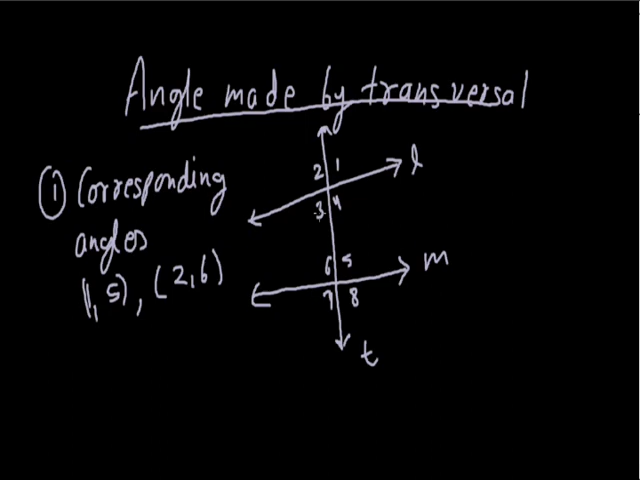 Angle made by transversal
① Corresponding
angles
(1, 5), (2, 6)
2 1
l
3 4
6 5
m
7 8
t